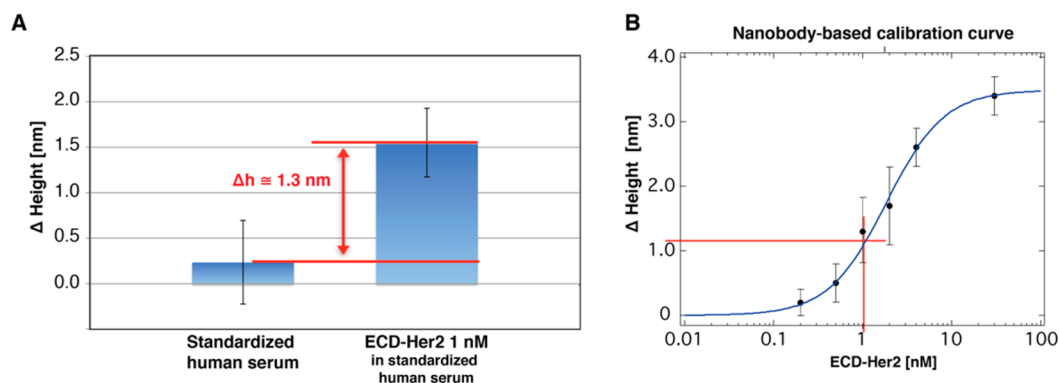 A
Δ Height [nm]
2.5
2.0
1.5
1.0
0.5
0.0
Δh ≅ 1.3 nm
Standardized
human serum
ECD-Her2 1 nM
in standardized
human serum
B
Nanobody-based calibration curve
Δ Height [nm]
4.0
3.0
2.0
1.0
0
0.01
0.1
1
10
100
ECD-Her2 [nM]